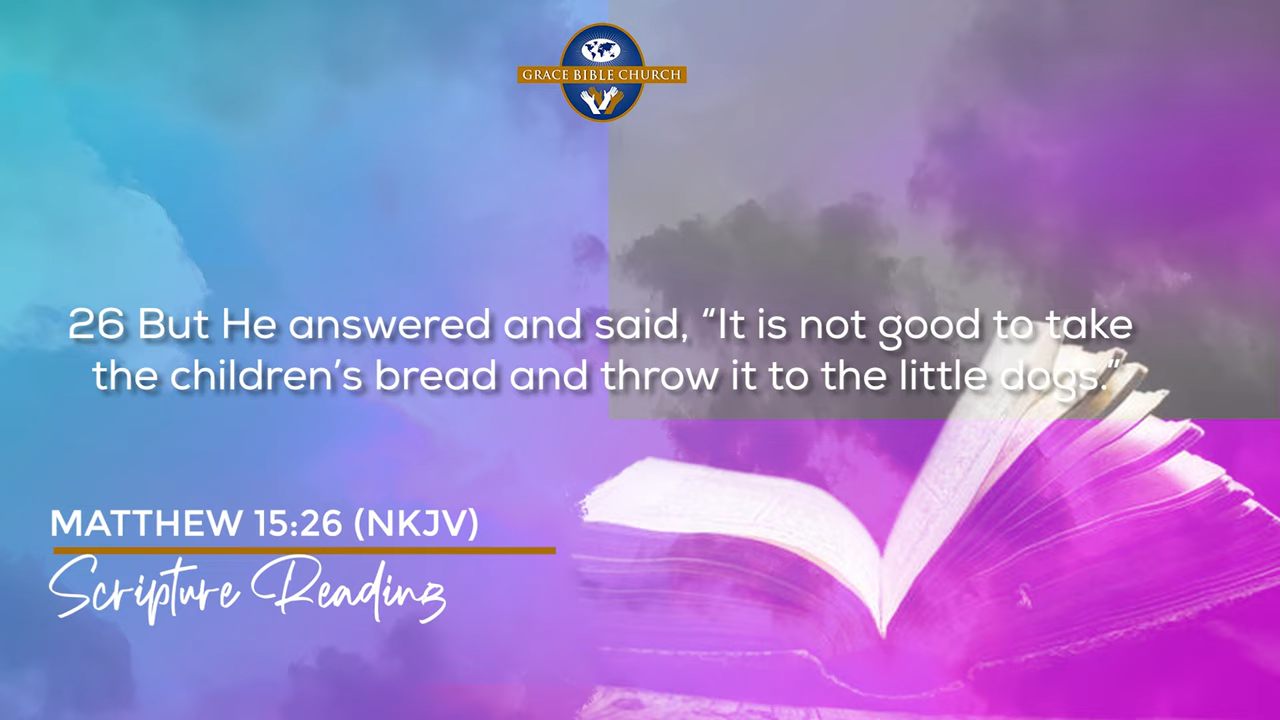 GRACE BIBLE CHURCH
26 But He answered and said, “It is not good to take
the children’s bread and throw it to the little dogs.”
MATTHEW 15:26 (NKJV)
Scripture Reading